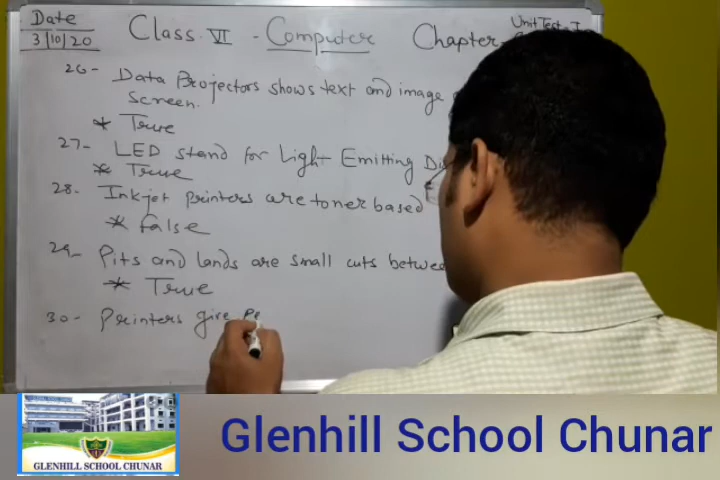 Date
3/10/20
Class - VI - Computer Chapter-
Unit Test - I
26- Data Projectors shows text and image
screen.
* True
27- LED stand for Light Emitting Di
* True
28. Inkjet printers are toner based
* false
29- Pits and lands are small cuts betwee
* True
30- Printers give Pe
GLENHILL SCHOOL CHUNAR
Glenhill School Chunar